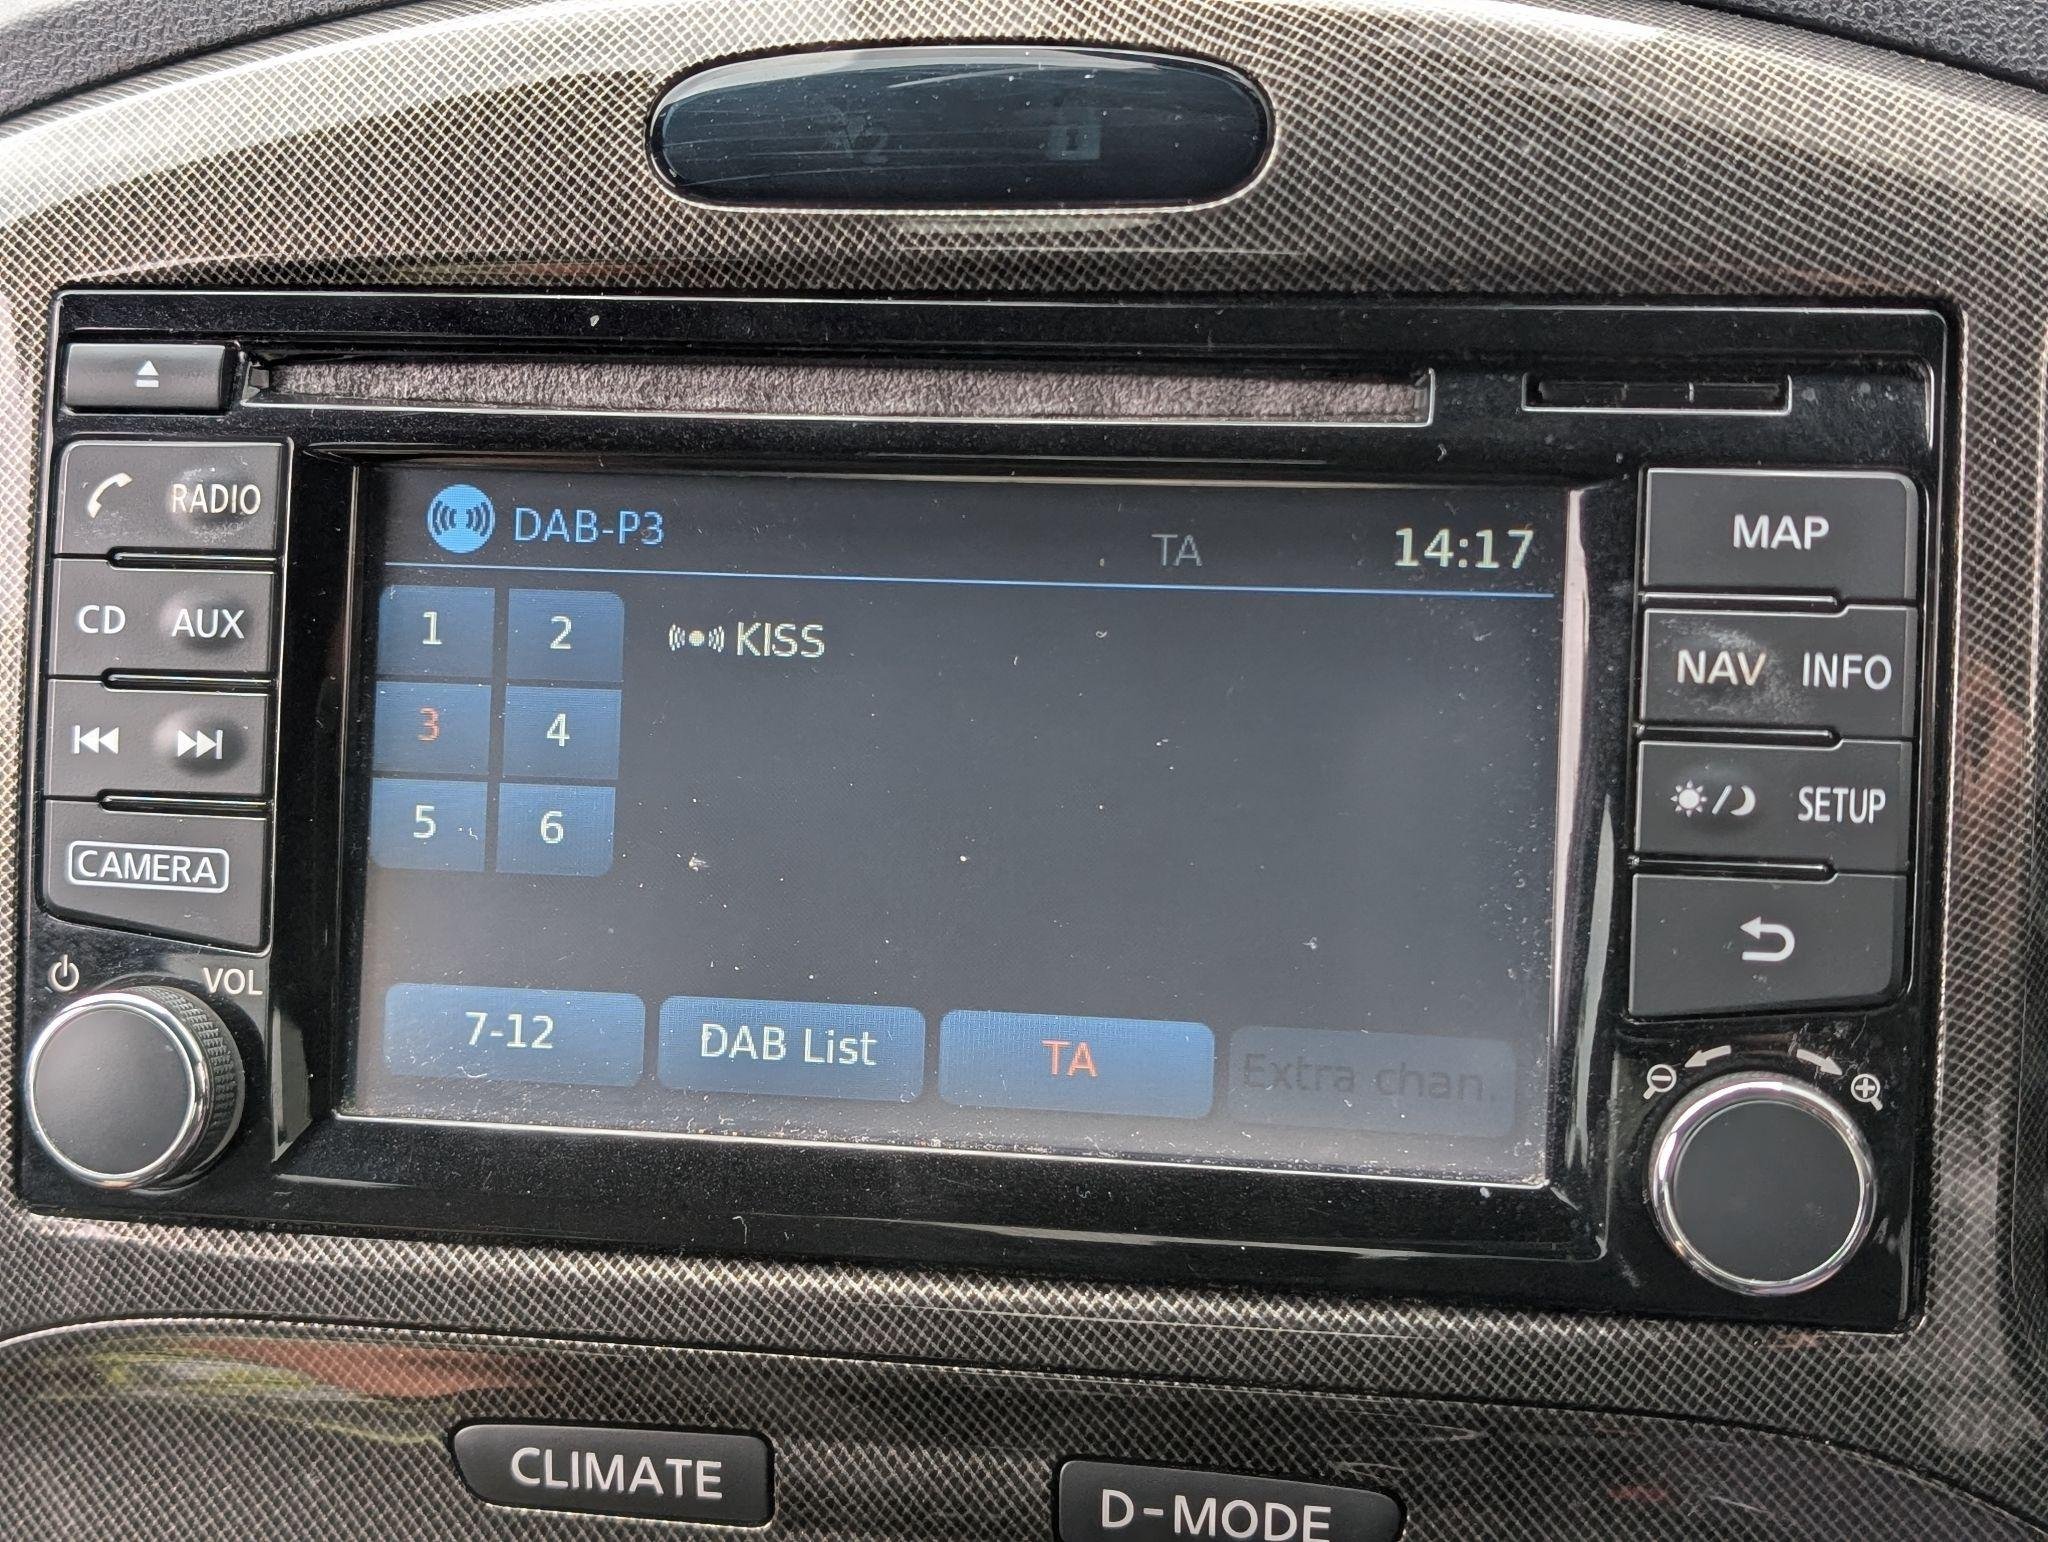 RADIO
CD AUX
CAMERA
VOL
DAB-P3 TA 14:17
1 2 KISS
3 4
5 6
7-12 DAB List TA Extra chan.
MAP
NAV INFO
SETUP
CLIMATE
D-MODE